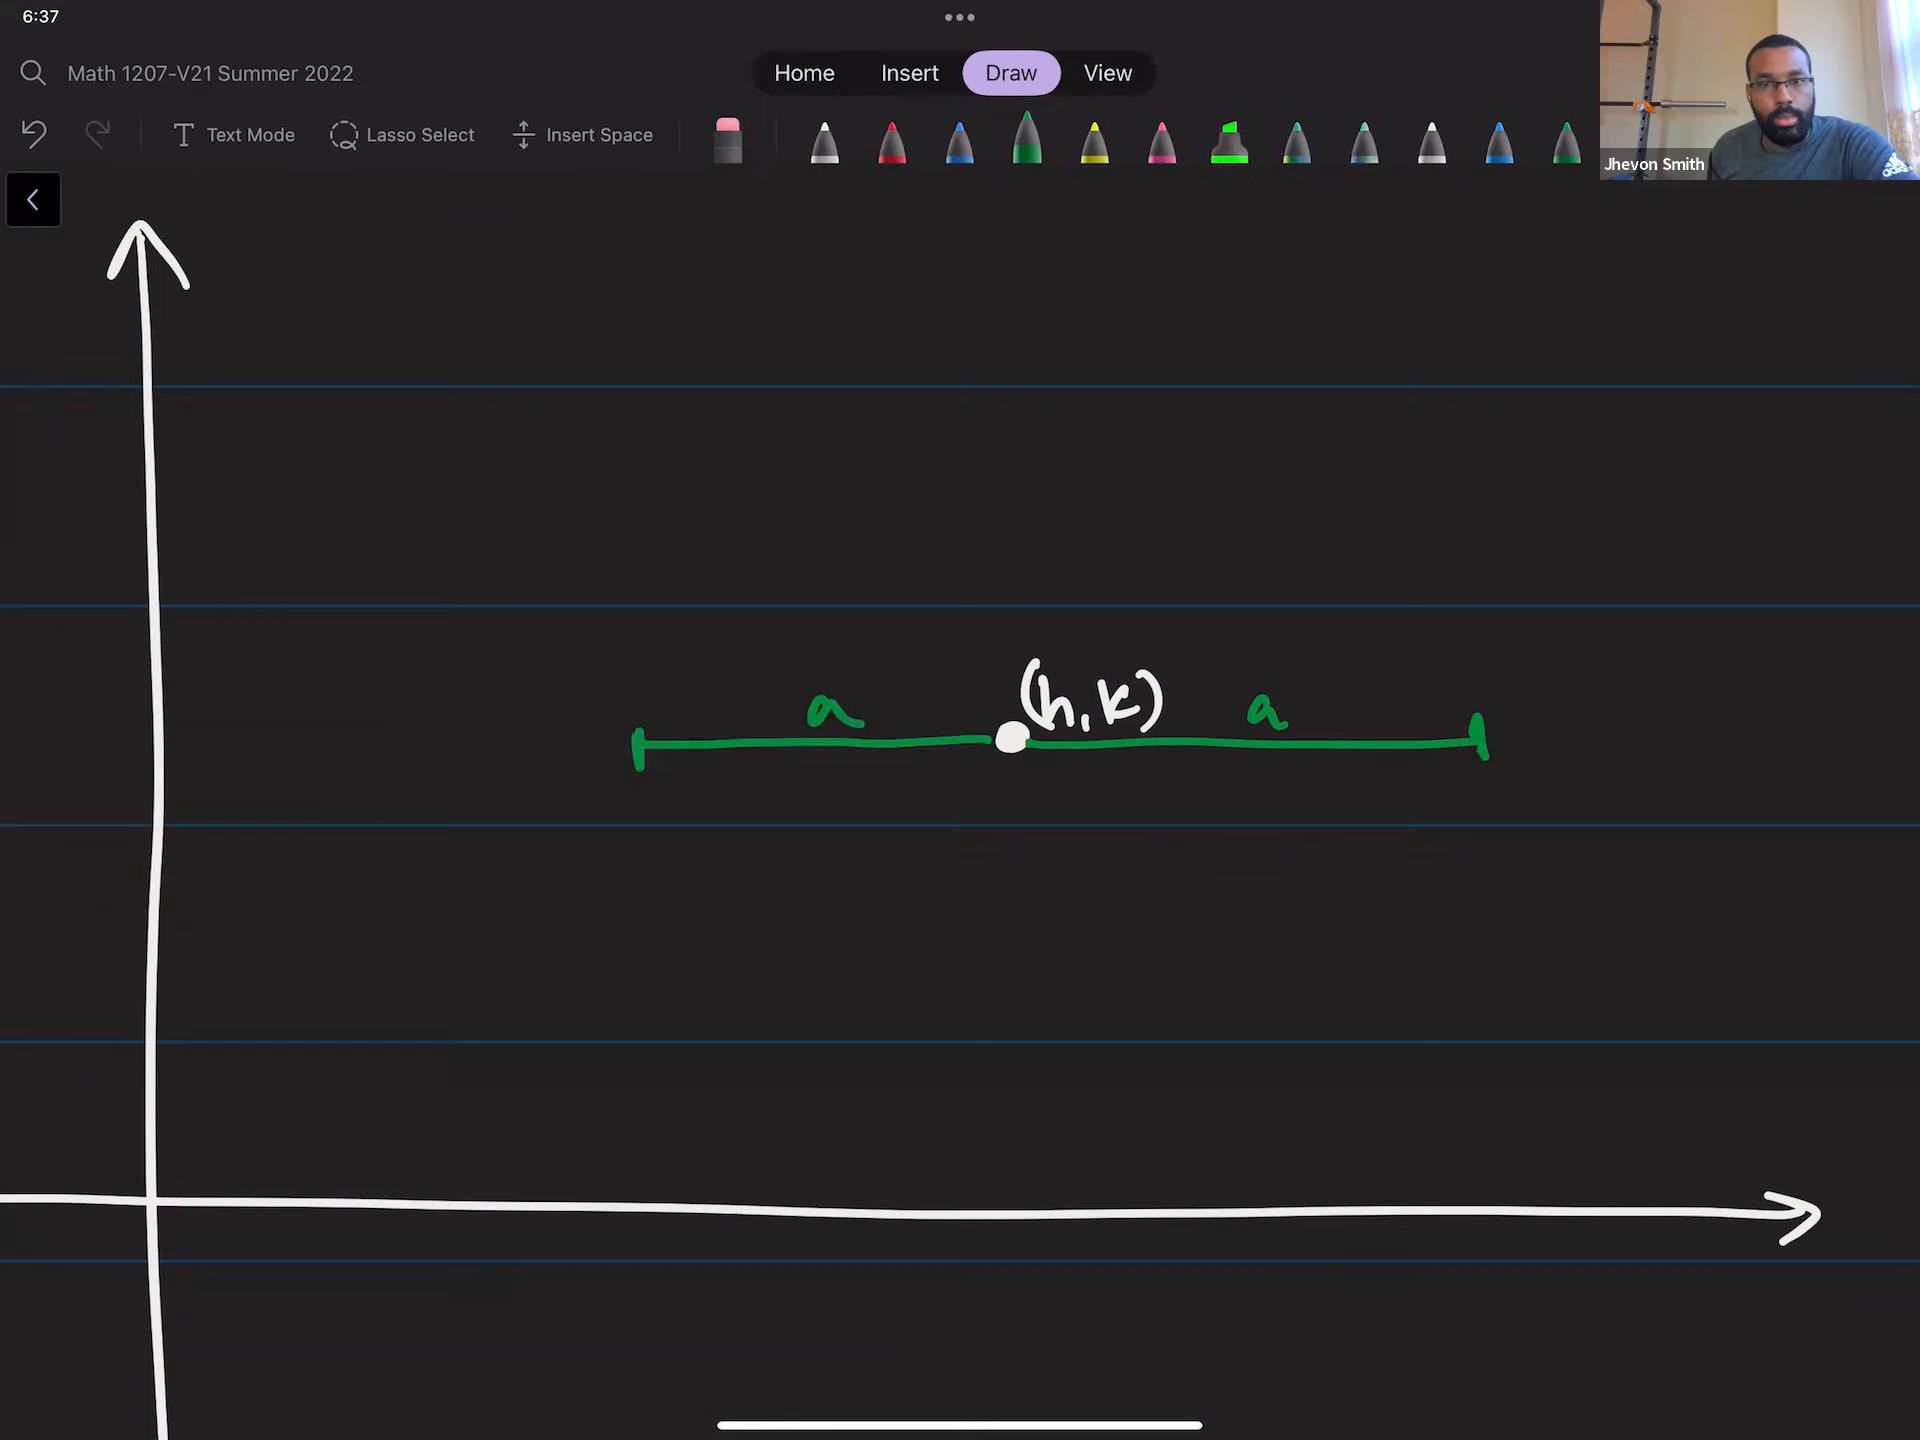 6:37
Math 1207-V21 Summer 2022
Home Insert Draw View
Text Mode Lasso Select Insert Space
Jhevon Smith
adidas
(h,k)
a a